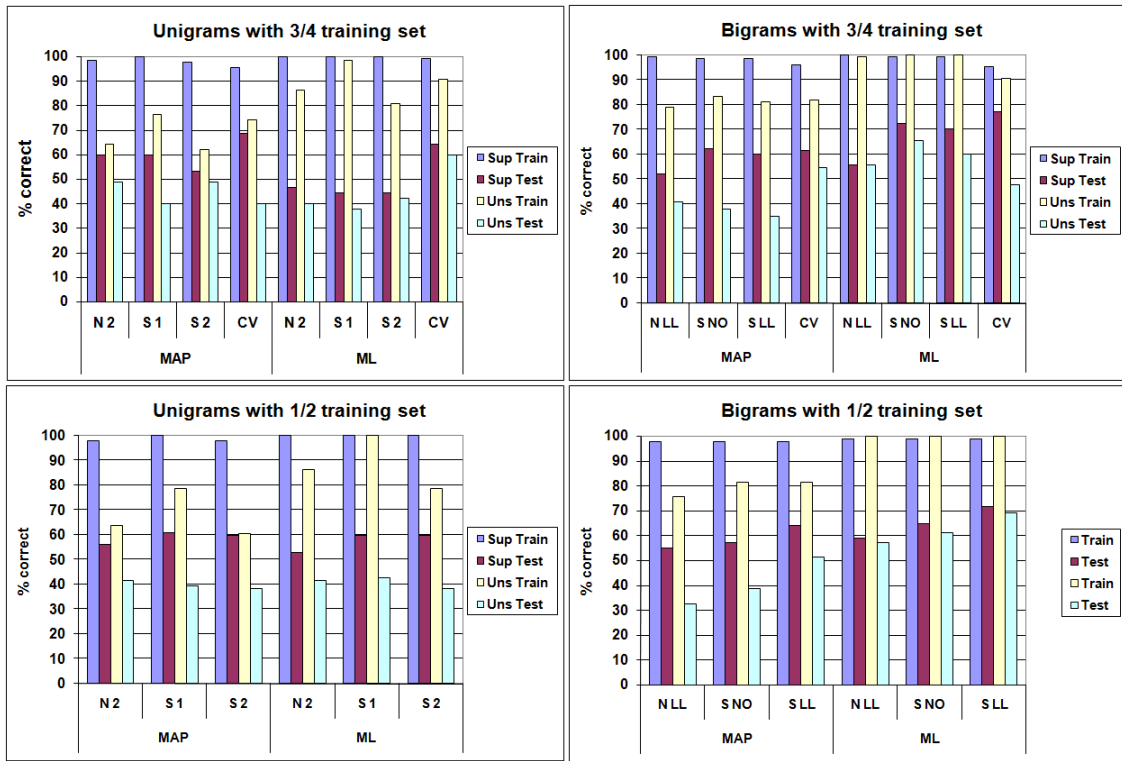 Unigrams with 3/4 training set
% correct
100
90
80
70
60
50
40
30
20
10
0
N 2 S 1 S 2 CV N 2 S 1 S 2 CV
MAP ML
Sup Train
Sup Test
Uns Train
Uns Test
Bigrams with 3/4 training set
% correct
100
90
80
70
60
50
40
30
20
10
0
N LL S NO S LL CV N LL S NO S LL CV
MAP ML
Sup Train
Sup Test
Uns Train
Uns Test
Unigrams with 1/2 training set
% correct
100
90
80
70
60
50
40
30
20
10
0
N 2 S 1 S 2 N 2 S 1 S 2
MAP ML
Sup Train
Sup Test
Uns Train
Uns Test
Bigrams with 1/2 training set
% correct
100
90
80
70
60
50
40
30
20
10
0
N LL S NO S LL N LL S NO S LL
MAP ML
Train
Test
Train
Test